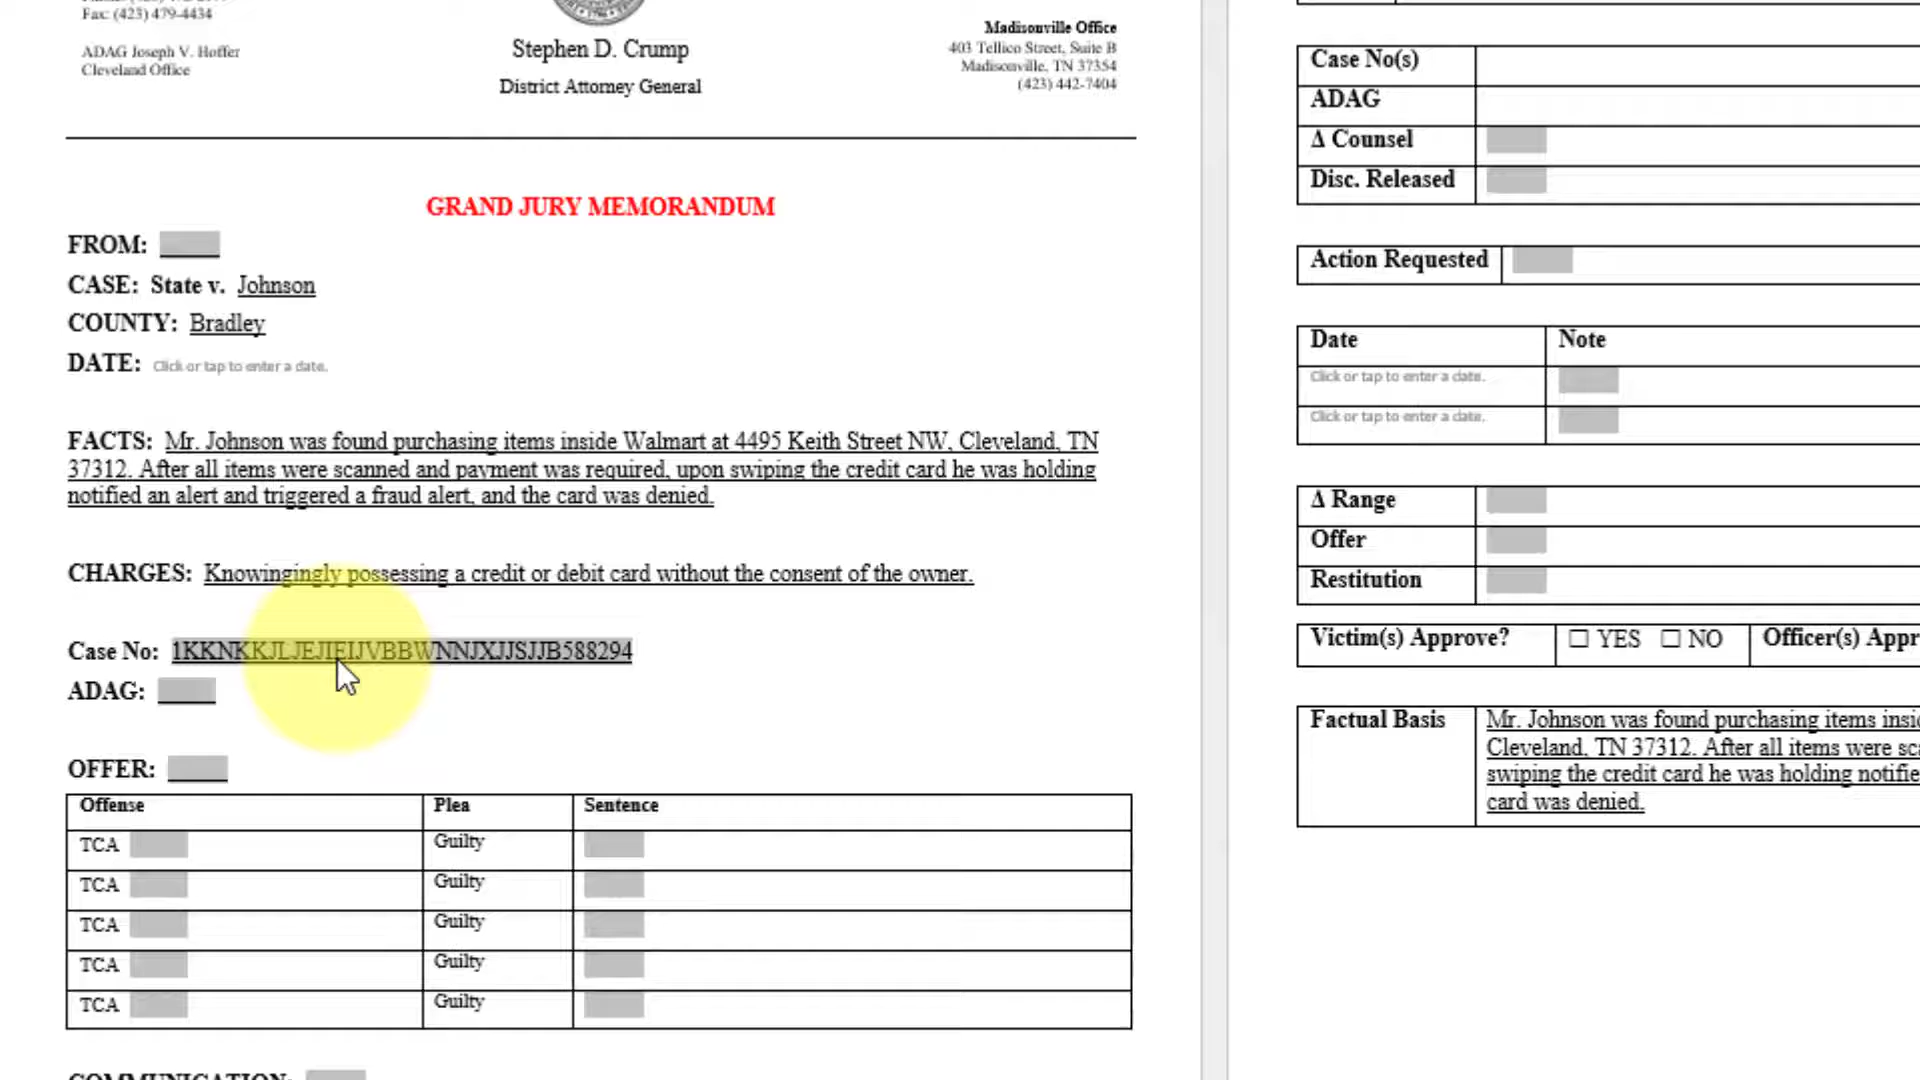 Fax: (423) 479-4434
ADAG Joseph V. Hoffer
Cleveland Office
Stephen D. Crump
District Attorney General
Madisonville Office
403 Tellico Street, Suite B
Madisonville, TN 37354
(423) 442-7404
GRAND JURY MEMORANDUM
FROM:
CASE: State v. Johnson
COUNTY: Bradley
DATE: Click or tap to enter a date.
FACTS: Mr. Johnson was found purchasing items inside Walmart at 4495 Keith Street NW, Cleveland, TN
37312. After all items were scanned and payment was required, upon swiping the credit card he was holding
notified an alert and triggered a fraud alert, and the card was denied.
CHARGES: Knowingingly possessing a credit or debit card without the consent of the owner.
Case No: 1KKNKKJLJEJIEIJVBBWNNJXJJSJJB588294
ADAG:
OFFER:
Offense Plea Sentence
TCA Guilty
TCA Guilty
TCA Guilty
TCA Guilty
TCA Guilty
COMMUNICATION:
Case No(s)
ADAG
Δ Counsel
Disc. Released
Action Requested
Date Note
Click or tap to enter a date.
Click or tap to enter a date.
Δ Range
Offer
Restitution
Victim(s) Approve? ☐ YES ☐ NO Officer(s) Appr
Factual Basis Mr. Johnson was found purchasing items insi
Cleveland, TN 37312. After all items were sca
swiping the credit card he was holding notifie
card was denied.